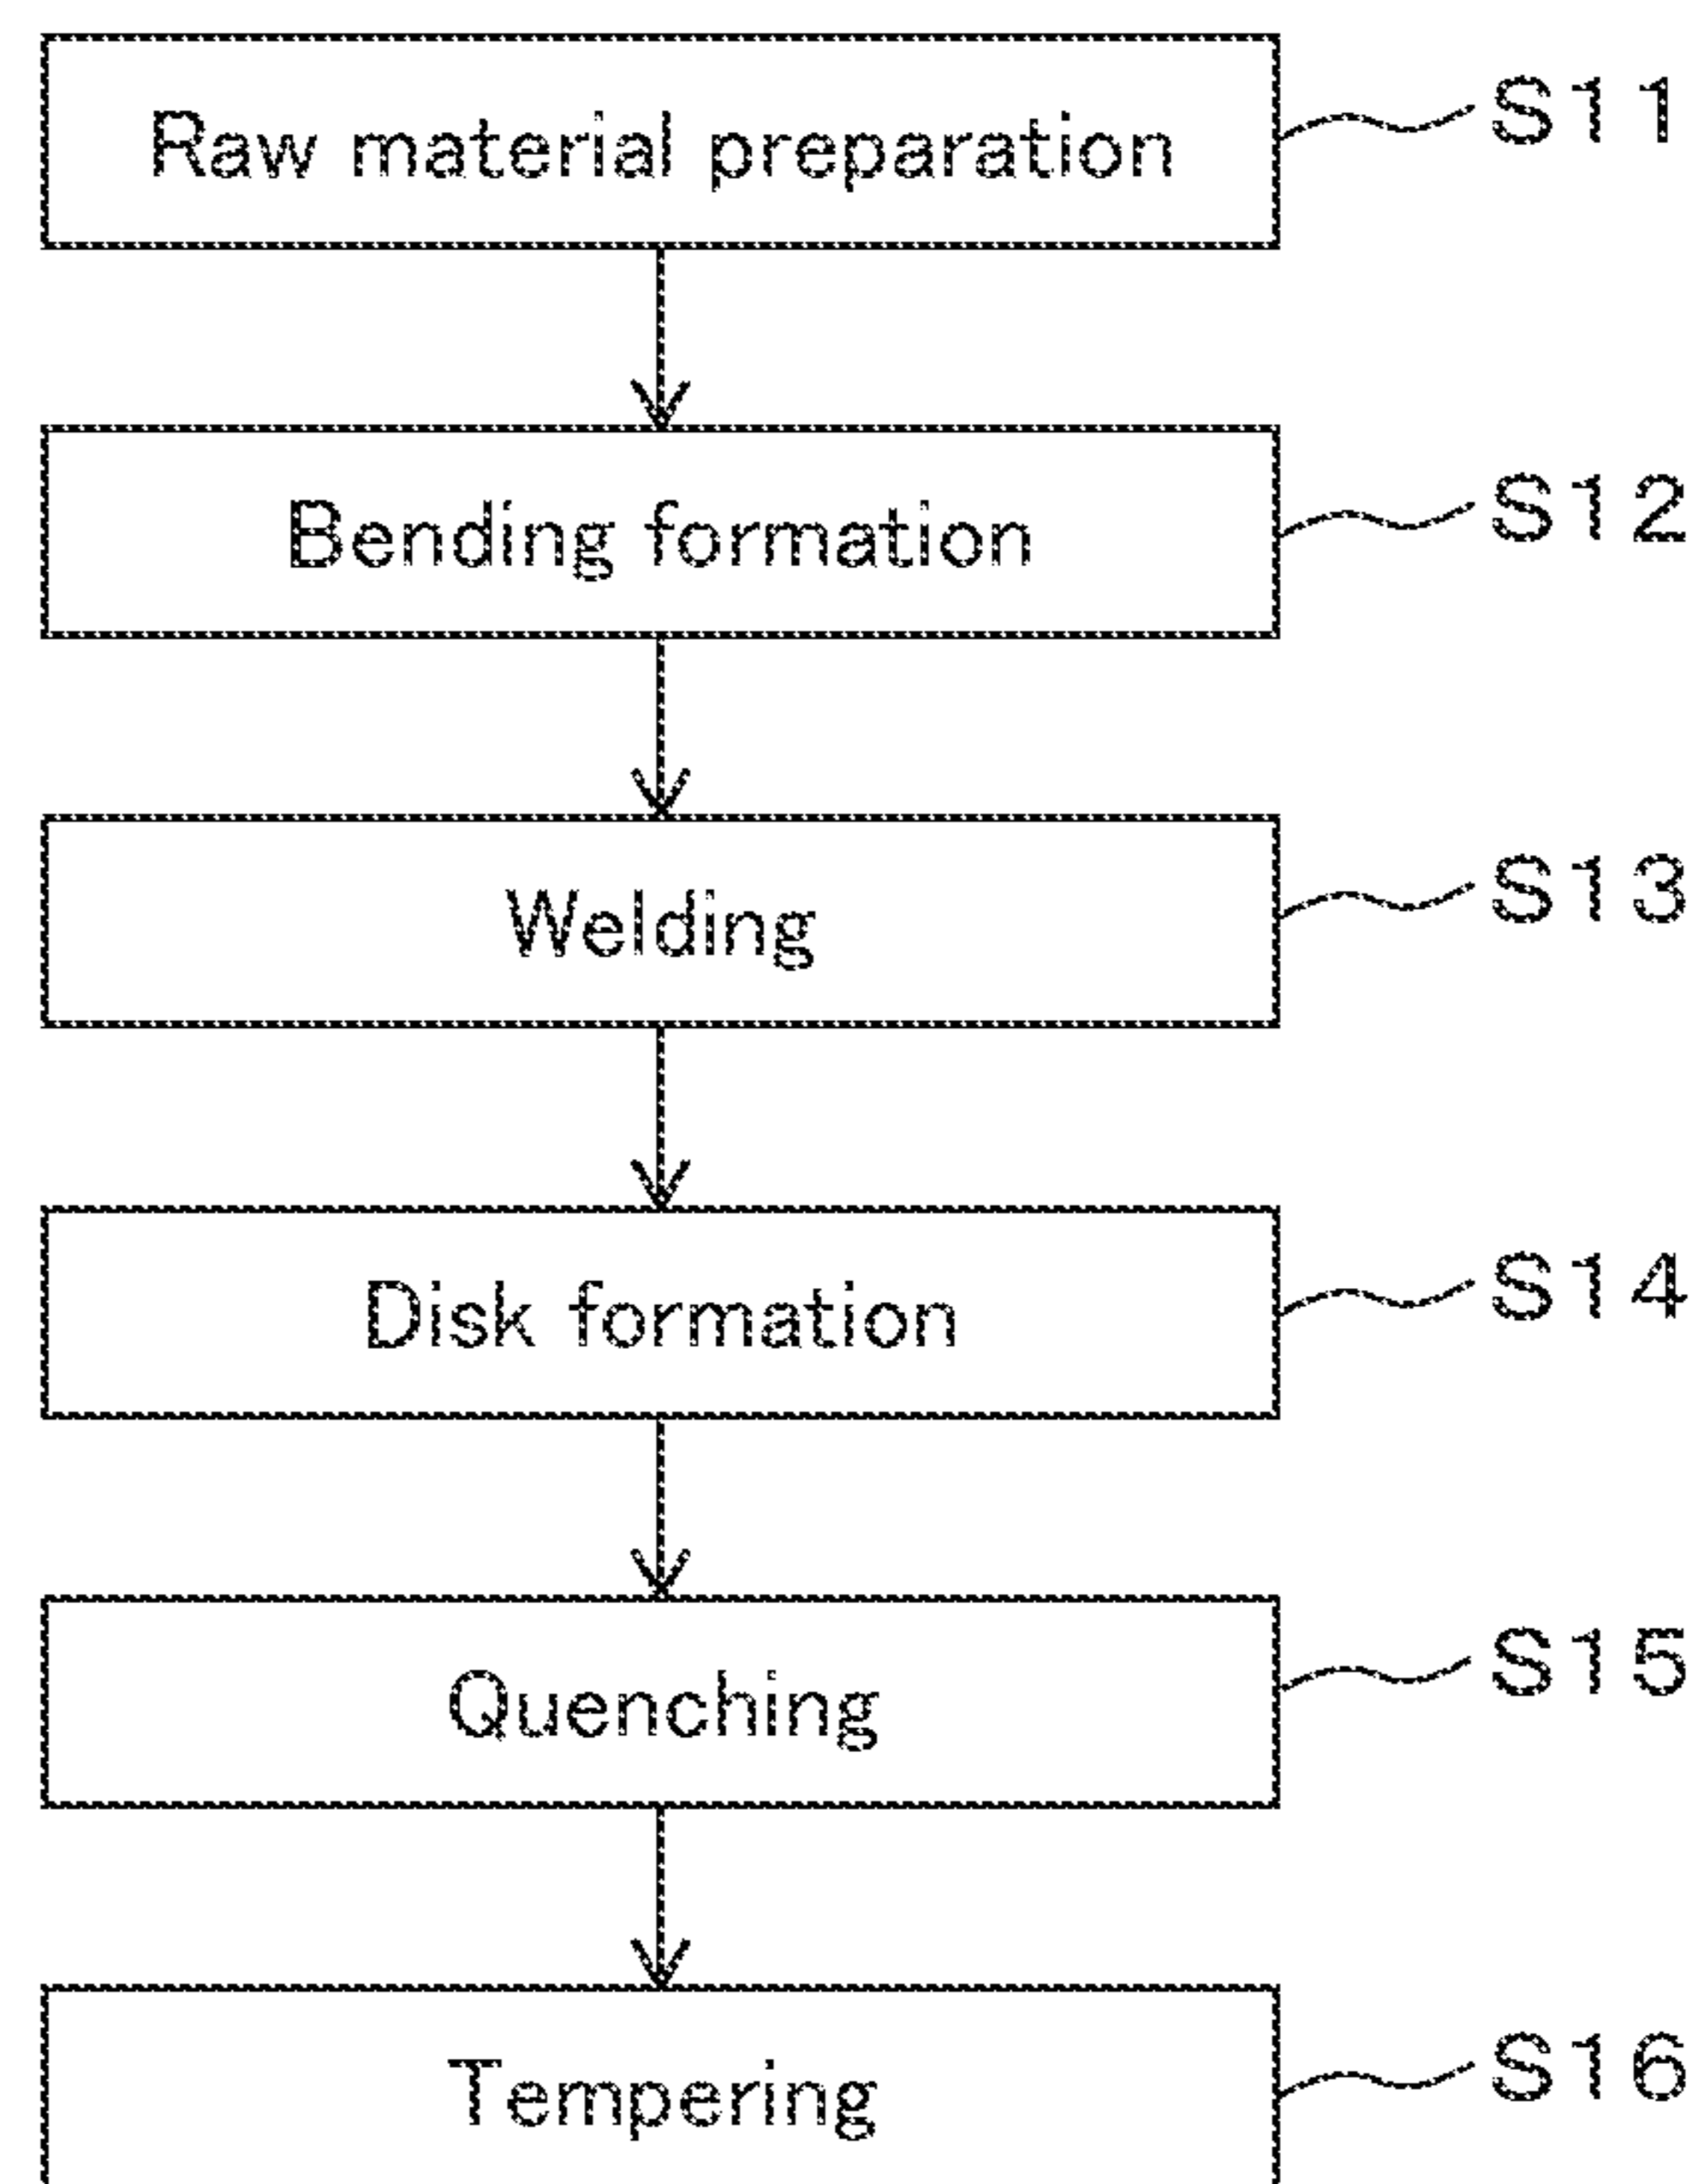 Raw material preparation S11
Bending formation S12
Welding S13
Disk formation S14
Quenching S15
Tempering S16